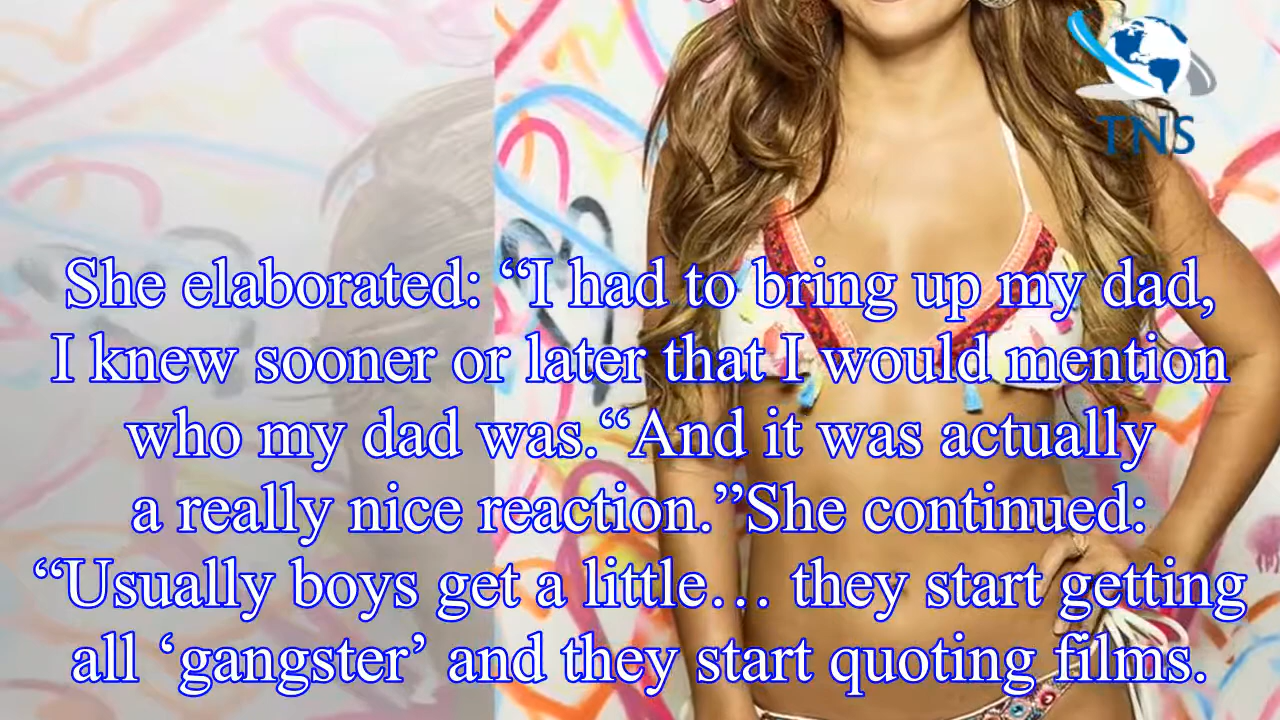 TNS
She elaborated: “I had to bring up my dad,
I knew sooner or later that I would mention
who my dad was.“And it was actually
a really nice reaction.”She continued:
“Usually boys get a little… they start getting
all ‘gangster’ and they start quoting films.